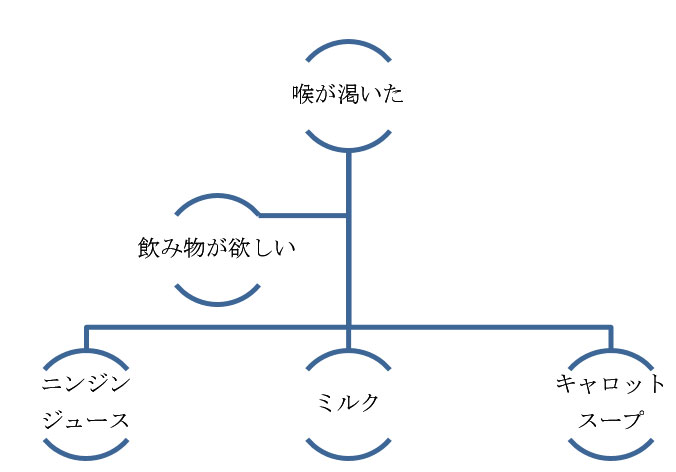 喉が渇いた
飲み物が欲しい
ニンジン
ジュース
ミルク
キャロット
スープ